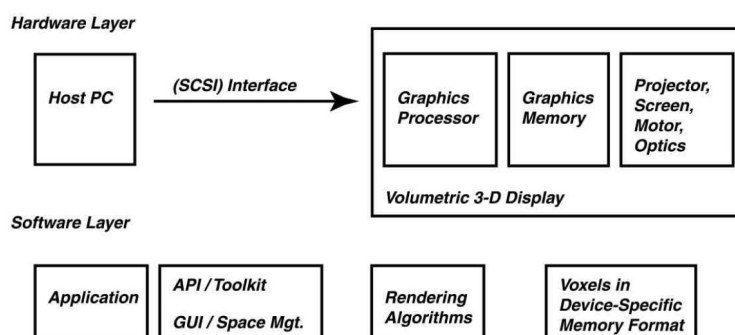 Hardware Layer
Host PC
(SCSI) Interface
Graphics
Processor
Graphics
Memory
Projector,
Screen,
Motor,
Optics
Volumetric 3-D Display
Software Layer
Application
API / Toolkit
GUI / Space Mgt.
Rendering
Algorithms
Voxels in
Device-Specific
Memory Format